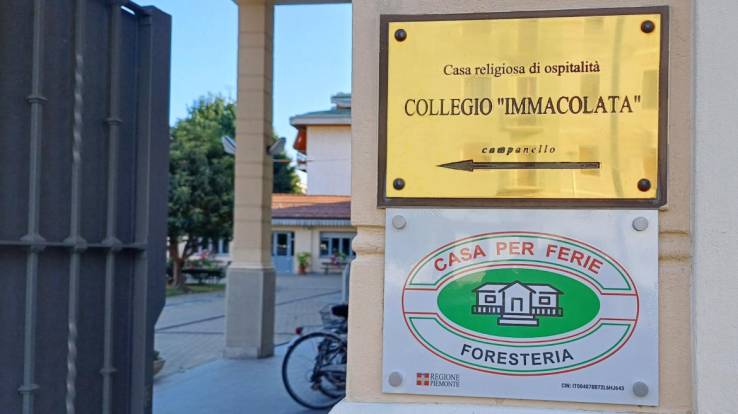 Casa religiosa di ospitalità
COLLEGIO "IMMACOLATA"
campanello
CASA PER FERIE
FORESTERIA
REGIONE
PIEMONTE